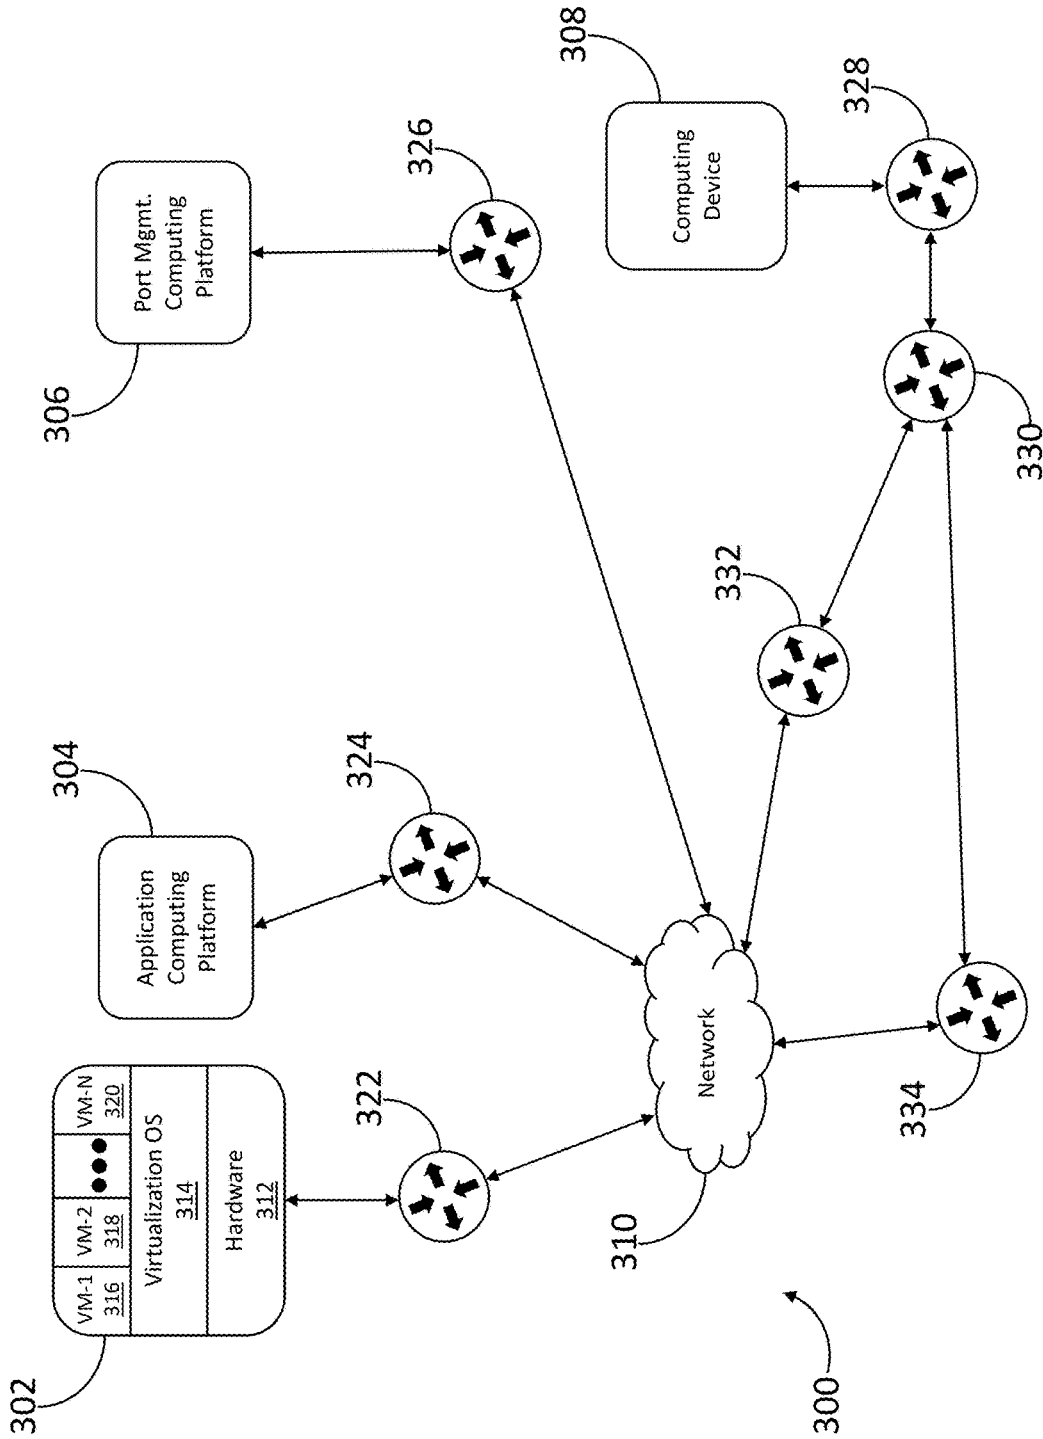 302
VM-1
316
VM-2
318
VM-N
320
Virtualization OS
314
Hardware
312
304
Application
Computing
Platform
306
Port Mgmt.
Computing
Platform
322
324
326
308
Computing
Device
310
Network
332
328
334
330
300